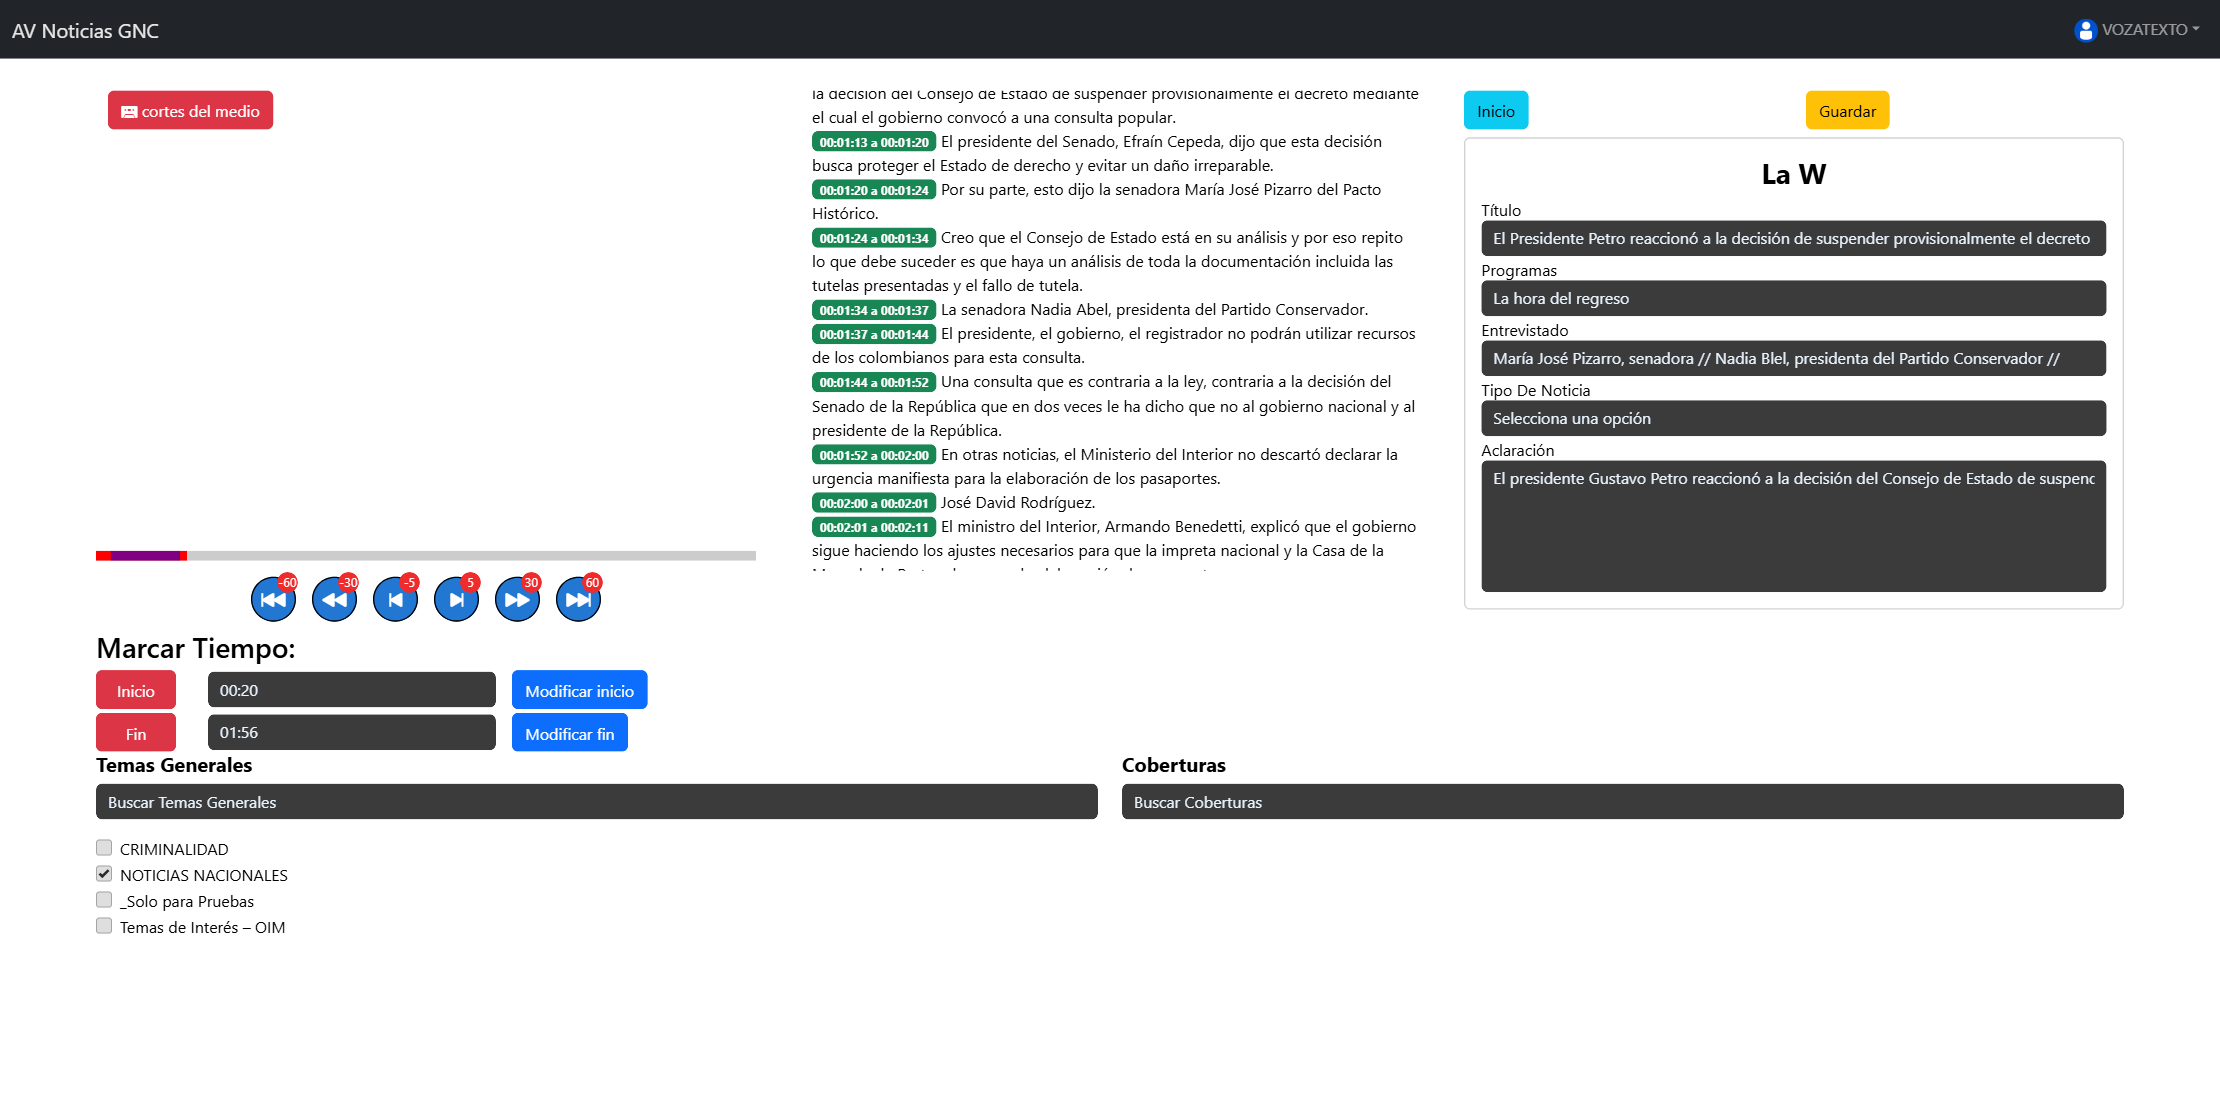 AV Noticias GNC
VOZATEXTO
cortes del medio
-60
-30
-5
5
30
60
Marcar Tiempo:
Inicio
00:20
Modificar inicio
Fin
01:56
Modificar fin
la decisión del Consejo de Estado de suspender provisionalmente el decreto mediante
el cual el gobierno convocó a una consulta popular.
00:01:13 a 00:01:20 El presidente del Senado, Efraín Cepeda, dijo que esta decisión
busca proteger el Estado de derecho y evitar un daño irreparable.
00:01:20 a 00:01:24 Por su parte, esto dijo la senadora María José Pizarro del Pacto
Histórico.
00:01:24 a 00:01:34 Creo que el Consejo de Estado está en su análisis y por eso repito
lo que debe suceder es que haya un análisis de toda la documentación incluida las
tutelas presentadas y el fallo de tutela.
00:01:34 a 00:01:37 La senadora Nadia Abel, presidenta del Partido Conservador.
00:01:37 a 00:01:44 El presidente, el gobierno, el registrador no podrán utilizar recursos
de los colombianos para esta consulta.
00:01:44 a 00:01:52 Una consulta que es contraria a la ley, contraria a la decisión del
Senado de la República que en dos veces le ha dicho que no al gobierno nacional y al
presidente de la República.
00:01:52 a 00:02:00 En otras noticias, el Ministerio del Interior no descartó declarar la
urgencia manifiesta para la elaboración de los pasaportes.
00:02:00 a 00:02:01 José David Rodríguez.
00:02:01 a 00:02:11 El ministro del Interior, Armando Benedetti, explicó que el gobierno
sigue haciendo los ajustes necesarios para que la impreta nacional y la Casa de la
Inicio
Guardar
La W
Título
El Presidente Petro reaccionó a la decisión de suspender provisionalmente el decreto
Programas
La hora del regreso
Entrevistado
María José Pizarro, senadora // Nadia Blel, presidenta del Partido Conservador //
Tipo De Noticia
Selecciona una opción
Aclaración
El presidente Gustavo Petro reaccionó a la decisión del Consejo de Estado de suspenc
Temas Generales
Buscar Temas Generales
CRIMINALIDAD
NOTICIAS NACIONALES
_Solo para Pruebas
Temas de Interés – OIM
Coberturas
Buscar Coberturas